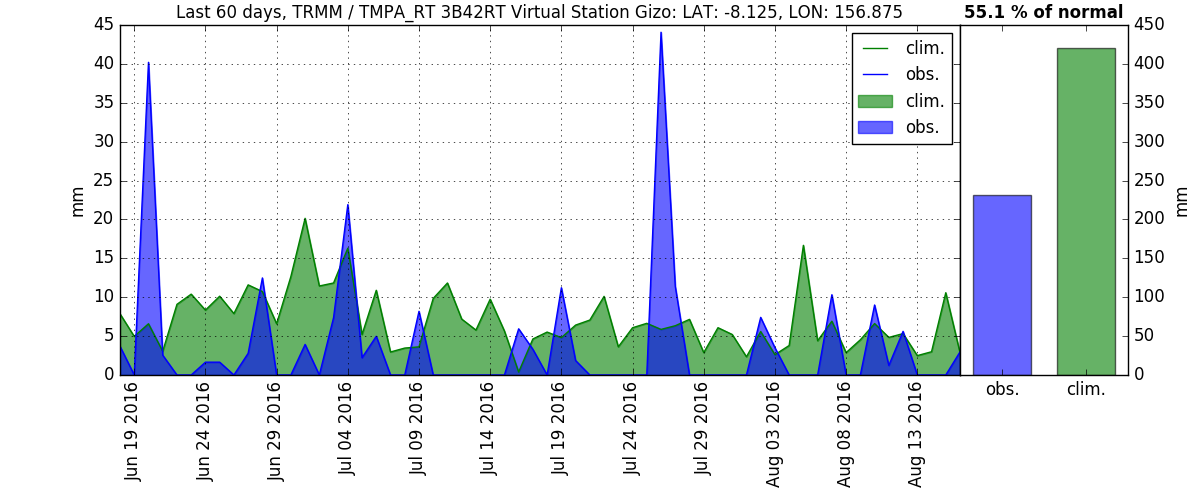 Last 60 days, TRMM / TMPA_RT 3B42RT Virtual Station Gizo: LAT: -8.125, LON: 156.875
55.1 % of normal
45
40
35
30
25
20
15
10
5
0
mm
clim.
obs.
clim.
obs.
450
400
350
300
250
200
150
100
50
0
mm
Jun 19 2016
Jun 24 2016
Jun 29 2016
Jul 04 2016
Jul 09 2016
Jul 14 2016
Jul 19 2016
Jul 24 2016
Jul 29 2016
Aug 03 2016
Aug 08 2016
Aug 13 2016
obs.
clim.